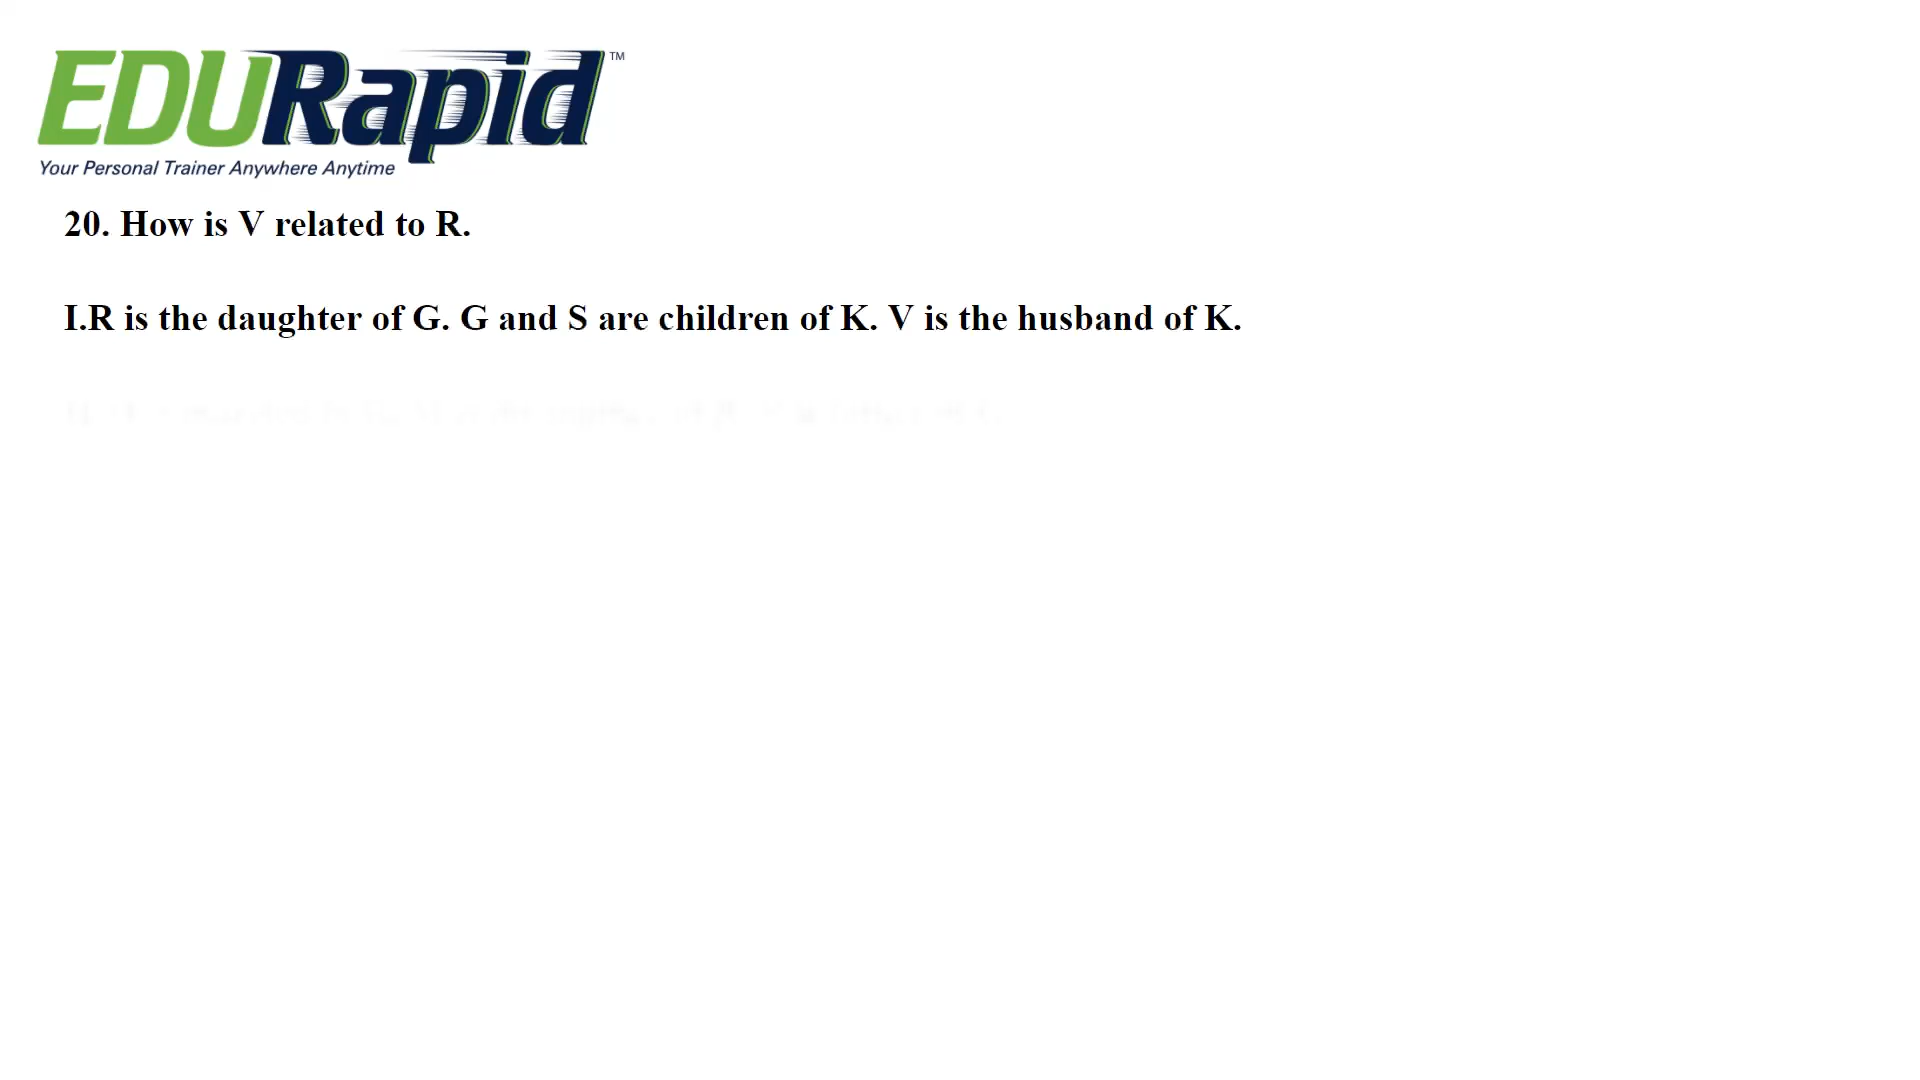 EDURapid™
Your Personal Trainer Anywhere Anytime
20. How is V related to R.
I.R is the daughter of G. G and S are children of K. V is the husband of K.